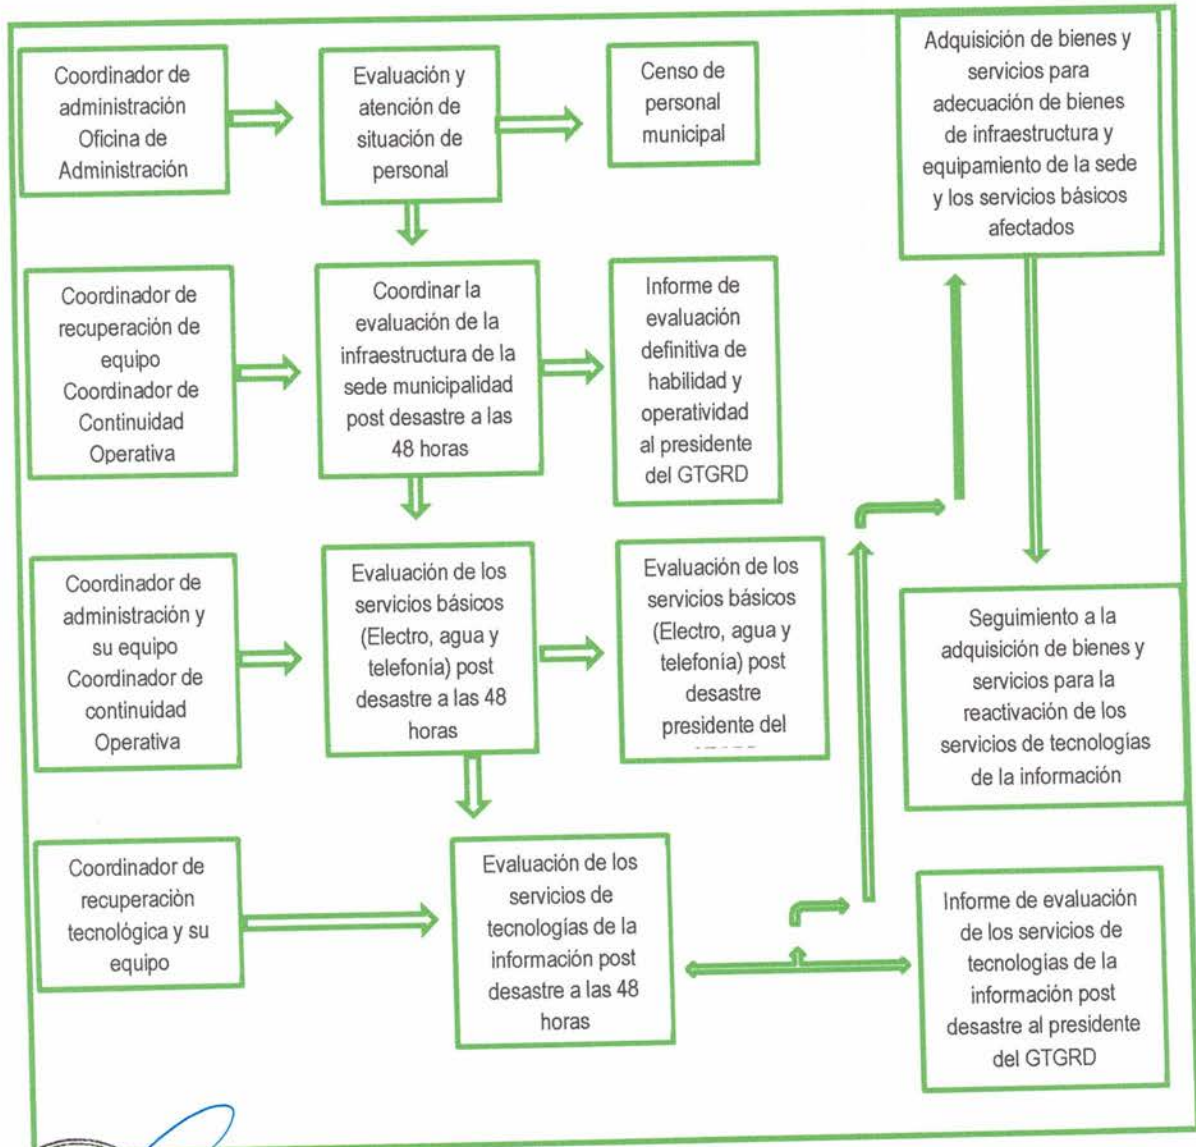 Coordinador de
administración
Oficina de
Administración
Evaluación y
atención de
situación de
personal
Censo de
personal
municipal
Adquisición de bienes y
servicios para
adecuación de bienes
de infraestructura y
equipamiento de la sede
y los servicios básicos
afectados
Coordinador de
recuperación de
equipo
Coordinador de
Continuidad
Operativa
Coordinar la
evaluación de la
infraestructura de la
sede municipalidad
post desastre a las
48 horas
Informe de
evaluación
definitiva de
habilidad y
operatividad
al presidente
del GTGRD
Coordinador de
administración y
su equipo
Coordinador de
continuidad
Operativa
Evaluación de los
servicios básicos
(Electro, agua y
telefonía) post
desastre a las 48
horas
Evaluación de los
servicios básicos
(Electro, agua y
telefonía) post
desastre
presidente del
Seguimiento a la
adquisición de bienes y
servicios para la
reactivación de los
servicios de tecnologías
de la información
Coordinador de
recuperaciòn
tecnológica y su
equipo
Evaluación de los
servicios de
tecnologías de la
información post
desastre a las 48
horas
Informe de evaluación
de los servicios de
tecnologías de la
información post
desastre al presidente
del GTGRD